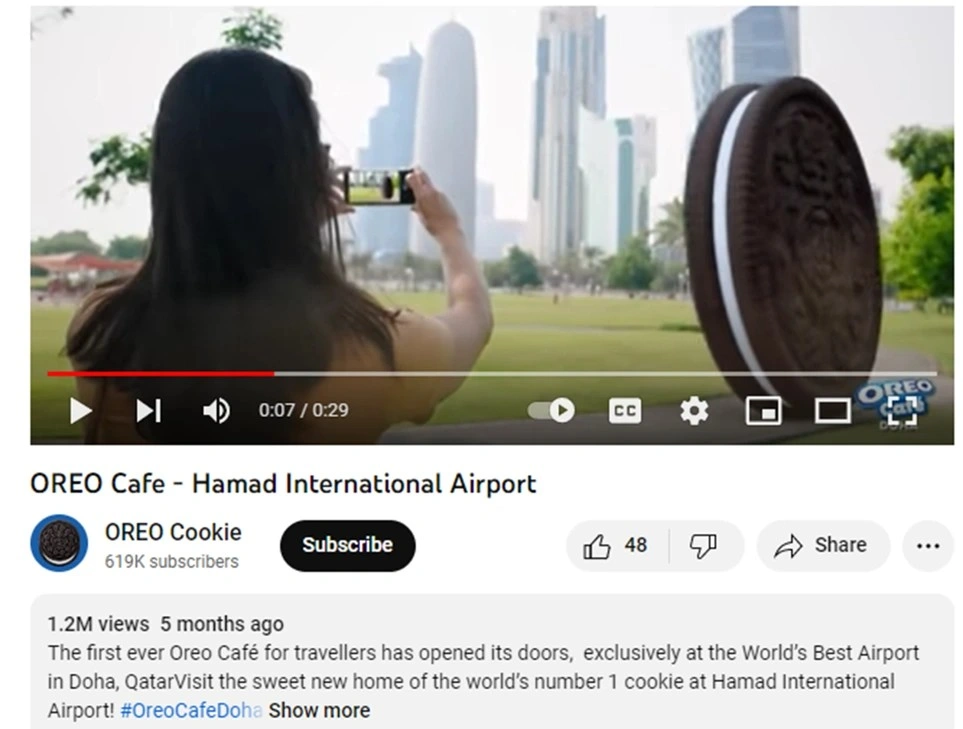 OREO
Café
DOHA
0:07 / 0:29
CC
OREO Cafe - Hamad International Airport
OREO Cookie
619K subscribers
Subscribe
48
Share
1.2M views 5 months ago
The first ever Oreo Café for travellers has opened its doors, exclusively at the World's Best Airport
in Doha, QatarVisit the sweet new home of the world's number 1 cookie at Hamad International
Airport! #OreoCafeDoha Show more